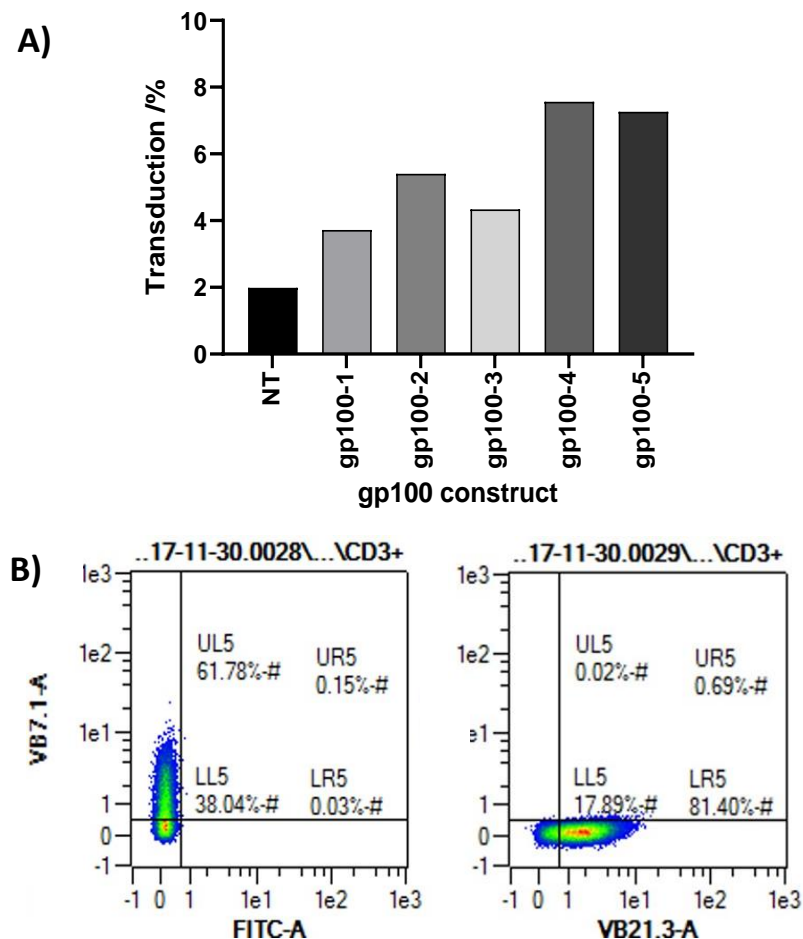 A)
Transduction /%
10
8
6
4
2
0
NT
gp100-1
gp100-2
gp100-3
gp100-4
gp100-5
gp100 construct
B)
..17-11-30.0028\...\CD3+
VB7.1-A
1e3
1e2
1e1
1
0
-1
UL5
61.78%-#
UR5
0.15%-#
LL5
38.04%-#
LR5
0.03%-#
-1 0 1 1e1 1e2 1e3
FITC-A
..17-11-30.0029\...\CD3+
1e3
1e2
e1
1
0
-1
UL5
0.02%-#
UR5
0.69%-#
LL5
17.89%-#
LR5
81.40%-#
-1 0 1 1e1 1e2 1e3
VB21.3-A